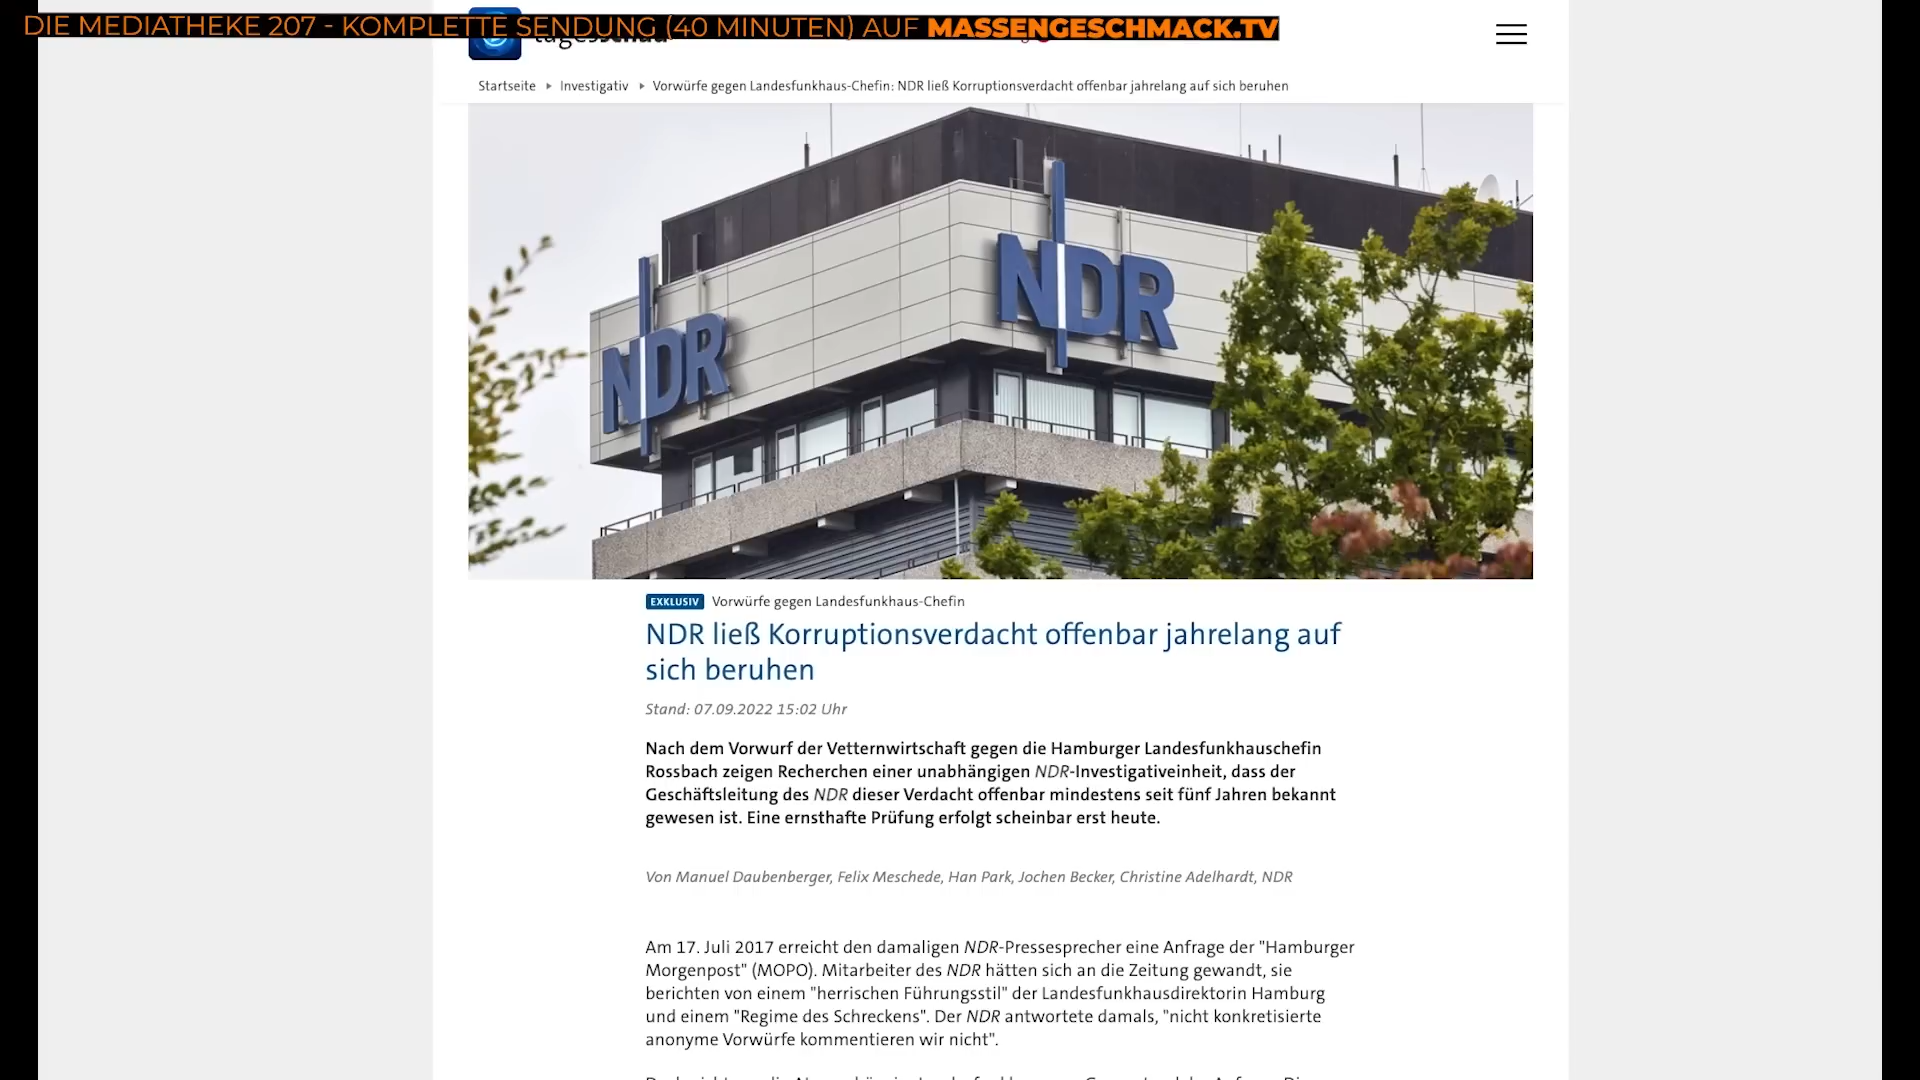 DIE MEDIATHEKE 207 - KOMPLETTE SENDUNG (40 MINUTEN) AUF MASSENGESCHMACK.TV
Startseite ▸ Investigativ ▸ Vorwürfe gegen Landesfunkhaus-Chefin: NDR ließ Korruptionsverdacht offenbar jahrelang auf sich beruhen
NDR
NDR
EXKLUSIV Vorwürfe gegen Landesfunkhaus-Chefin
NDR ließ Korruptionsverdacht offenbar jahrelang auf
sich beruhen
Stand: 07.09.2022 15:02 Uhr
Nach dem Vorwurf der Vetternwirtschaft gegen die Hamburger Landesfunkhauschefin
Rossbach zeigen Recherchen einer unabhängigen NDR-Investigativeinheit, dass der
Geschäftsleitung des NDR dieser Verdacht offenbar mindestens seit fünf Jahren bekannt
gewesen ist. Eine ernsthafte Prüfung erfolgt scheinbar erst heute.
Von Manuel Daubenberger, Felix Meschede, Han Park, Jochen Becker, Christine Adelhardt, NDR
Am 17. Juli 2017 erreicht den damaligen NDR-Pressesprecher eine Anfrage der "Hamburger
Morgenpost" (MOPO). Mitarbeiter des NDR hätten sich an die Zeitung gewandt, sie
berichten von einem "herrischen Führungsstil" der Landesfunkhausdirektorin Hamburg
und einem "Regime des Schreckens". Der NDR antwortete damals, "nicht konkretisierte
anonyme Vorwürfe kommentieren wir nicht".